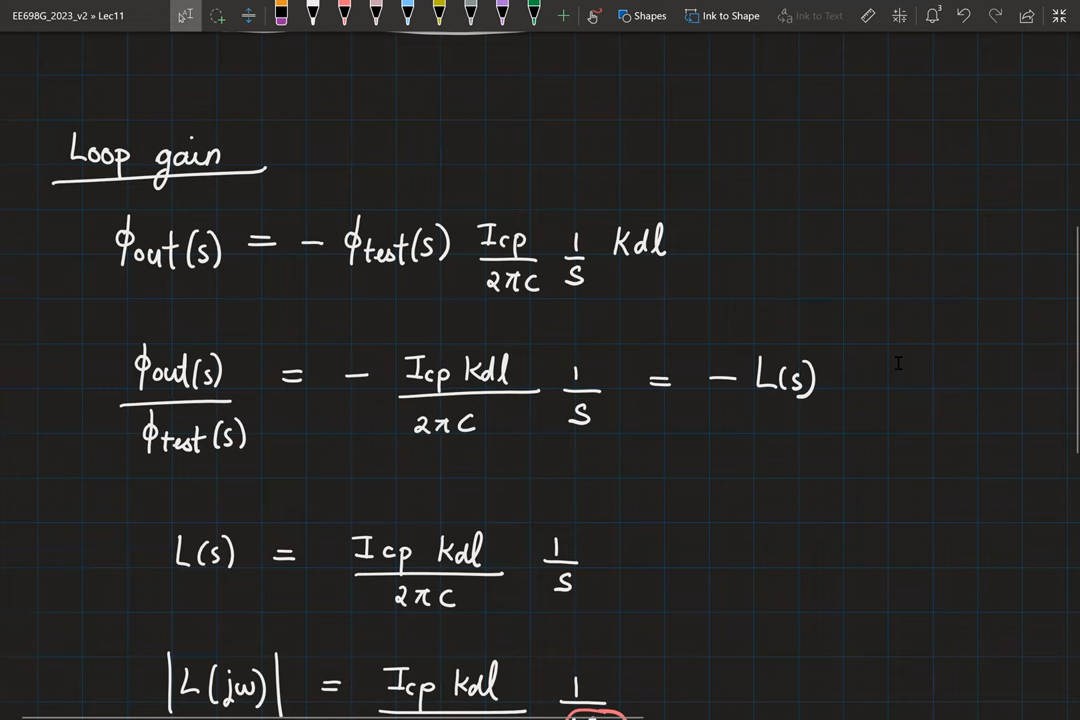 EE698G_2023_v2 » Lec11
Shapes
Ink to Shape
Ink to Text
3
Loop gain
ϕout(s) = - ϕtest(s) Icp/2πC 1/S Kdl
ϕout(s)/ϕtest(s) = - Icp Kdl/2πC 1/S = - L(s)
L(s) = Icp Kdl/2πC 1/S
|L(jω)| = Icp Kdl 1